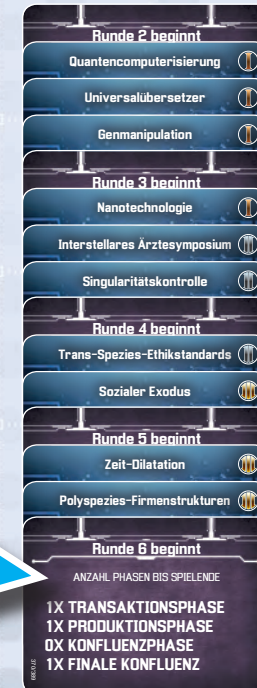 Runde 2 beginnt
Quantencomputerisierung
Universalübersetzer
Genmanipulation
Runde 3 beginnt
Nanotechnologie
Interstellares Ärztesymposium
Singularitätskontrolle
Runde 4 beginnt
Trans-Spezies-Ethikstandards
Sozialer Exodus
Runde 5 beginnt
Zeit-Dilatation
Polyspezies-Firmenstrukturen
Runde 6 beginnt
ANZAHL PHASEN BIS SPIELENDE
1X TRANSAKTIONSPHASE
1X PRODUKTIONSPHASE
0X KONFLUENZPHASE
1X FINALE KONFLUENZ